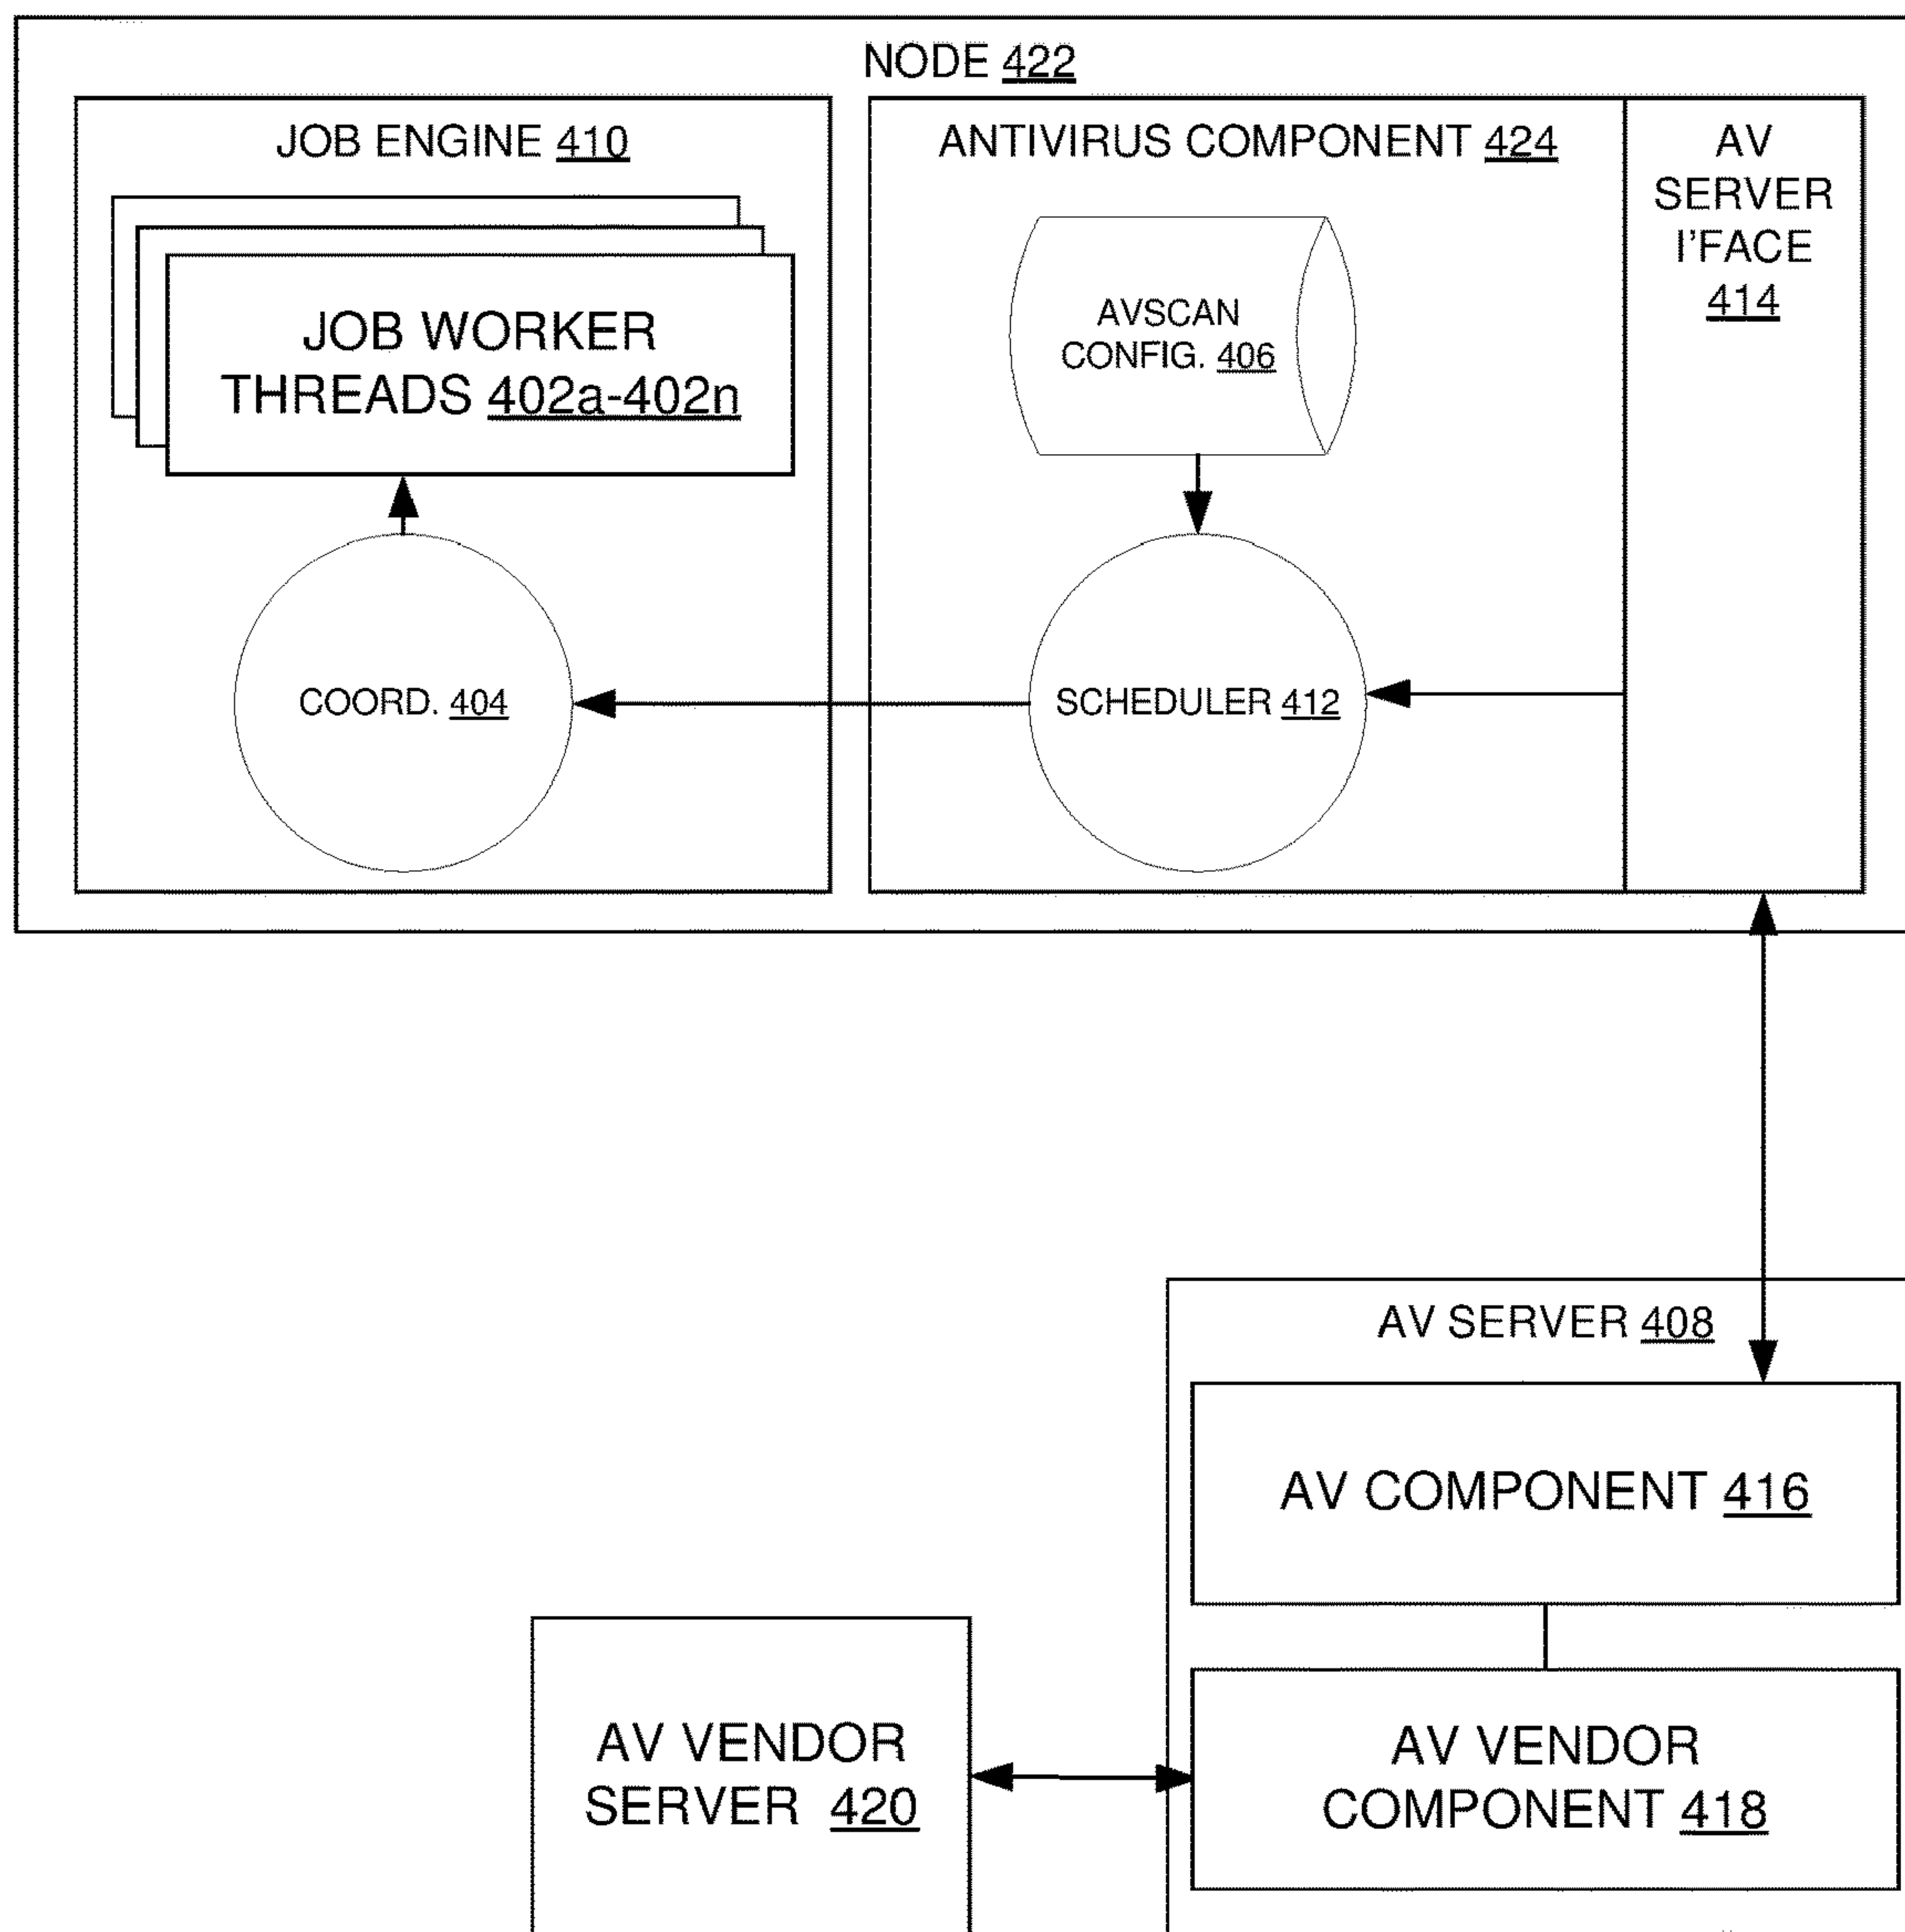 NODE 422
JOB ENGINE 410
JOB WORKER
THREADS 402a-402n
COORD. 404
ANTIVIRUS COMPONENT 424
AVSCAN
CONFIG. 406
SCHEDULER 412
AV
SERVER
I'FACE
414
AV SERVER 408
AV COMPONENT 416
AV VENDOR
COMPONENT 418
AV VENDOR
SERVER 420